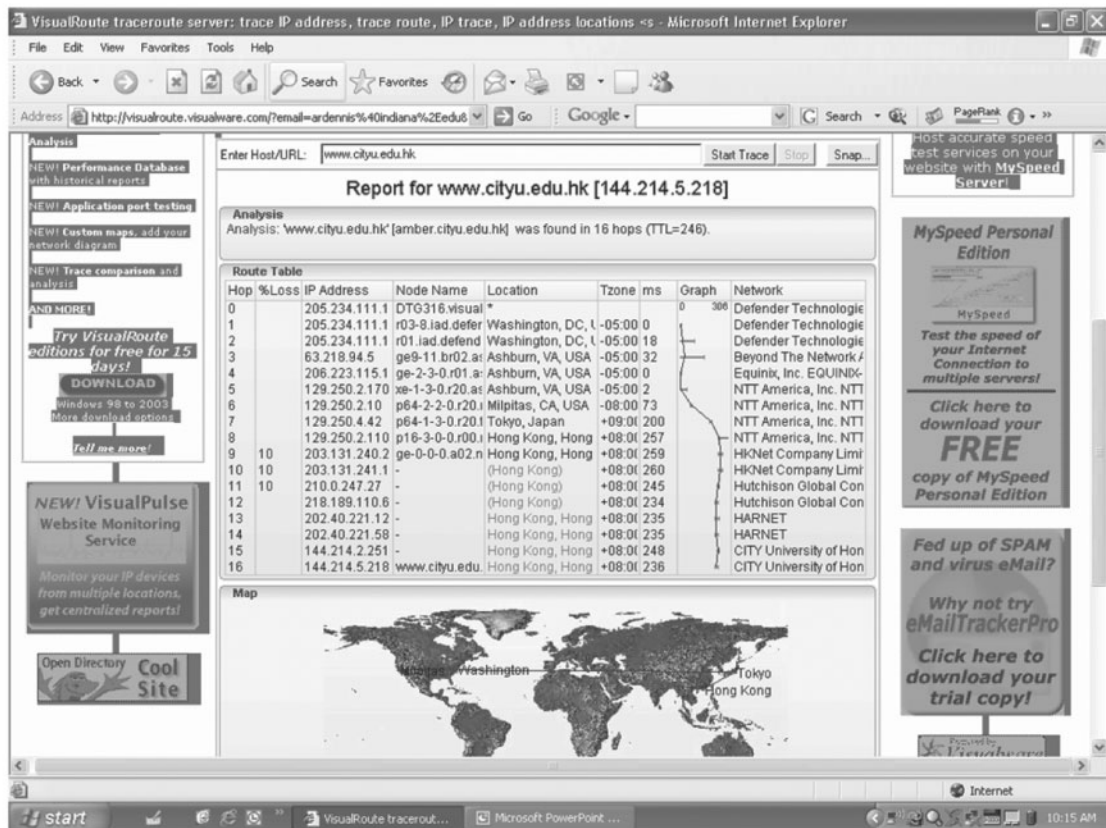 VisualRoute traceroute server: trace IP address, trace route, IP trace, IP address locations <s - Microsoft Internet Explorer
File Edit View Favorites Tools Help
Back Search Favorites
Address http://visualroute.visualware.com/?email=ardennis%40indiana%2Eedu& Go Google Search PageRank
Analysis
NEW! Performance Database
with historical reports
NEW! Application port testing
NEW! Custom maps, add your
network diagram
NEW! Trace comparison and
analysis
AND MORE!
Try VisualRoute
editions for free for 15
days!
DOWNLOAD
Windows 98 to 2003
More download options
Tell me more!
NEW! VisualPulse
Website Monitoring
Service
Monitor your IP devices
from multiple locations,
get centralized reports!
Open Directory Cool
Site
Enter Host/URL: www.cityu.edu.hk Start Trace Stop Snap...
Report for www.cityu.edu.hk [144.214.5.218]
Analysis
Analysis: 'www.cityu.edu.hk' [amber.cityu.edu.hk] was found in 16 hops (TTL=246).
Route Table
Hop %Loss IP Address Node Name Location Tzone ms Graph Network
0 205.234.111.1 DTG316.visual * 0 306 Defender Technologie
1 205.234.111.1 r03-8.iad.defer Washington, DC, U -05:00 0 Defender Technologie
2 205.234.111.1 r01.iad.defend Washington, DC, U -05:00 18 Defender Technologie
3 63.218.94.5 ge9-11.br02.as Ashburn, VA, USA -05:00 32 Beyond The Network A
4 206.223.115.1 ge-2-3-0.r01.a Ashburn, VA, USA -05:00 0 Equinix, Inc. EQUINIX-
5 129.250.2.170 xe-1-3-0.r20.as Ashburn, VA, USA -05:00 2 NTT America, Inc. NTT
6 129.250.2.10 p64-2-2-0.r20.r Milpitas, CA, USA -08:00 73 NTT America, Inc. NTT
7 129.250.4.42 p64-1-3-0.r20.t Tokyo, Japan +09:00 200 NTT America, Inc. NTT
8 129.250.2.110 p16-3-0-0.r00.r Hong Kong, Hong +08:00 257 NTT America, Inc. NTT
9 10 203.131.240.2 ge-0-0-0.a02.n Hong Kong, Hong +08:00 259 HKNet Company Limi
10 10 203.131.241.1 - (Hong Kong) +08:00 260 HKNet Company Limi
11 10 210.0.247.27 - (Hong Kong) +08:00 245 Hutchison Global Con
12 218.189.110.6 - (Hong Kong) +08:00 234 Hutchison Global Con
13 202.40.221.12 - Hong Kong, Hong +08:00 235 HARNET
14 202.40.221.58 - Hong Kong, Hong +08:00 235 HARNET
15 144.214.2.251 - Hong Kong, Hong +08:00 248 CITY University of Hon
16 144.214.5.218 www.cityu.edu. Hong Kong, Hong +08:00 236 CITY University of Hon
Map
Washington
Tokyo
Hong Kong
Host accurate speed
test services on your
website with MySpeed
Server!
MySpeed Personal
Edition
MySpeed
Test the speed of
your Internet
Connection to
multiple servers!
Click here to
download your
FREE
copy of MySpeed
Personal Edition
Fed up of SPAM
and virus eMail?
Why not try
eMailTrackerPro
Click here to
download your
trial copy!
Powered by
Visualware
Internet
start VisualRoute tracerout... Microsoft PowerPoint ... 10:15 AM